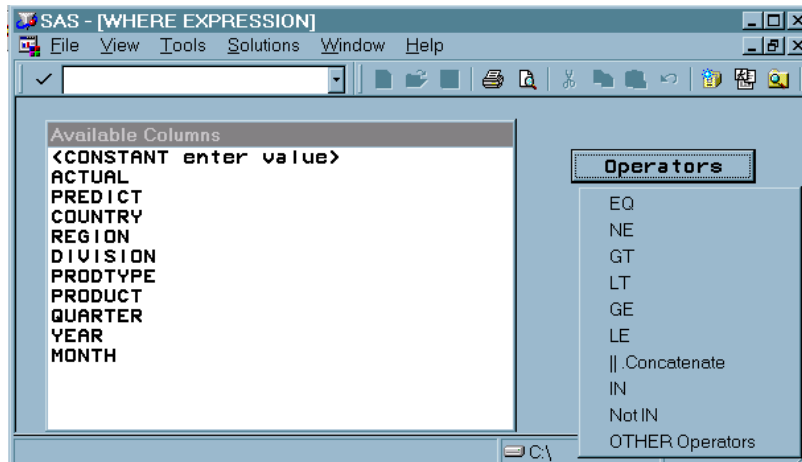 SAS - [WHERE EXPRESSION]
File View Tools Solutions Window Help
Available Columns
<CONSTANT enter value>
ACTUAL
PREDICT
COUNTRY
REGION
DIVISION
PRODTYPE
PRODUCT
QUARTER
YEAR
MONTH
Operators
EQ
NE
GT
LT
GE
LE
|| .Concatenate
IN
Not IN
OTHER Operators
C:\